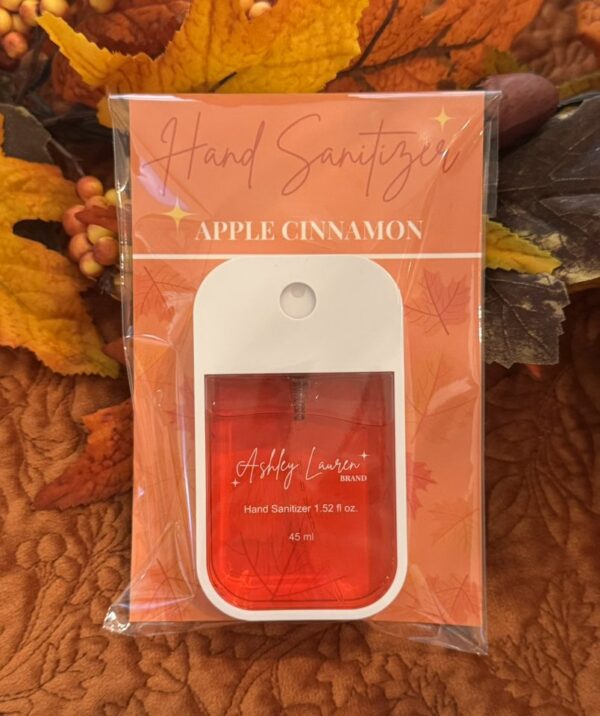 Hand Sanitizer
APPLE CINNAMON
Ashley Lauren
BRAND
Hand Sanitizer 1.52 fl oz.
45 ml